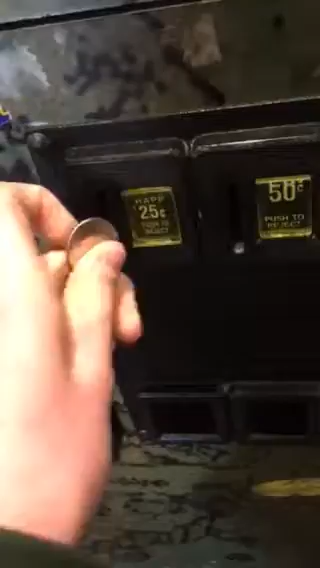 25¢
PUSH TO
REJECT
50¢
PUSH TO
REJECT